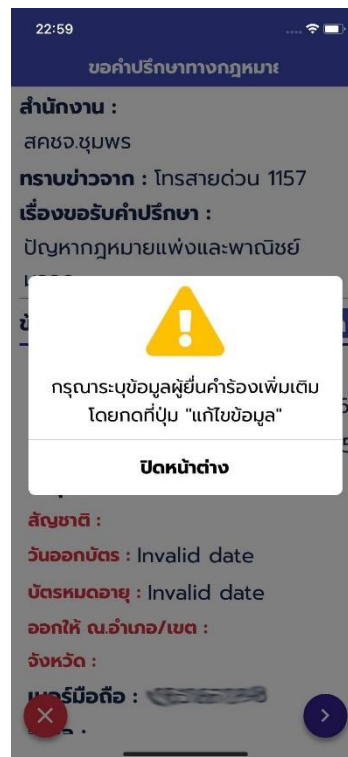 22:59
ขอคำปรึกษาทางกฎหมาย
สำนักงาน :
สคชจ.ชุมพร
ทราบข่าวจาก : โทรสายด่วน 1157
เรื่องขอรับคำปรึกษา :
ปัญหากฎหมายแพ่งและพาณิชย์
กรุณาระบุข้อมูลผู้ยื่นคำร้องเพิ่มเติม
โดยกดที่ปุ่ม "แก้ไขข้อมูล"
ปิดหน้าต่าง
สัญชาติ :
วันออกบัตร : Invalid date
บัตรหมดอายุ : Invalid date
ออกให้ ณ.อำเภอ/เขต :
จังหวัด :
เบอร์มือถือ :